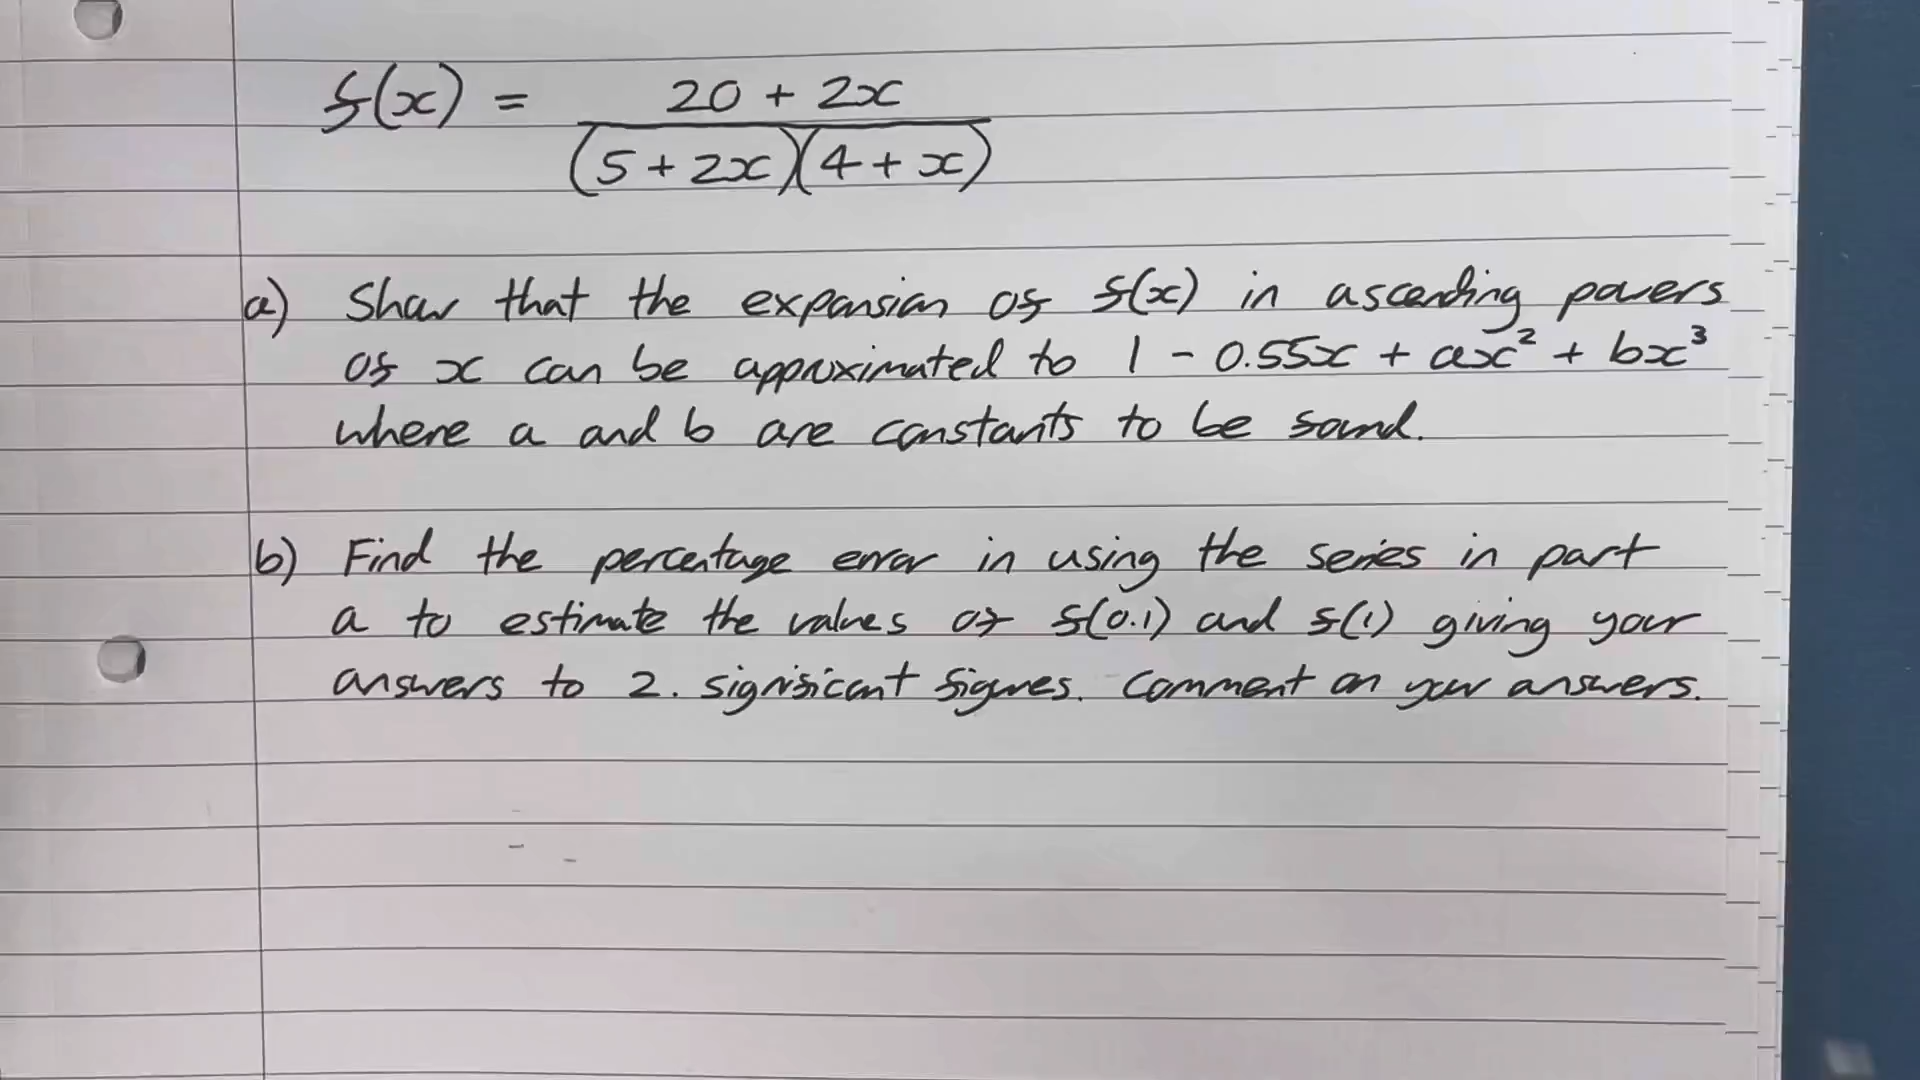 f(x) = 20 + 2x
(5 + 2x)(4 + x)
a) Show that the expansion of f(x) in ascending powers
of x can be approximated to 1 - 0.55x + ax² + bx³
where a and b are constants to be found.
b) Find the percentage error in using the series in part
a to estimate the values of f(0.1) and f(1) giving your
answers to 2. significant figures. Comment on your answers.